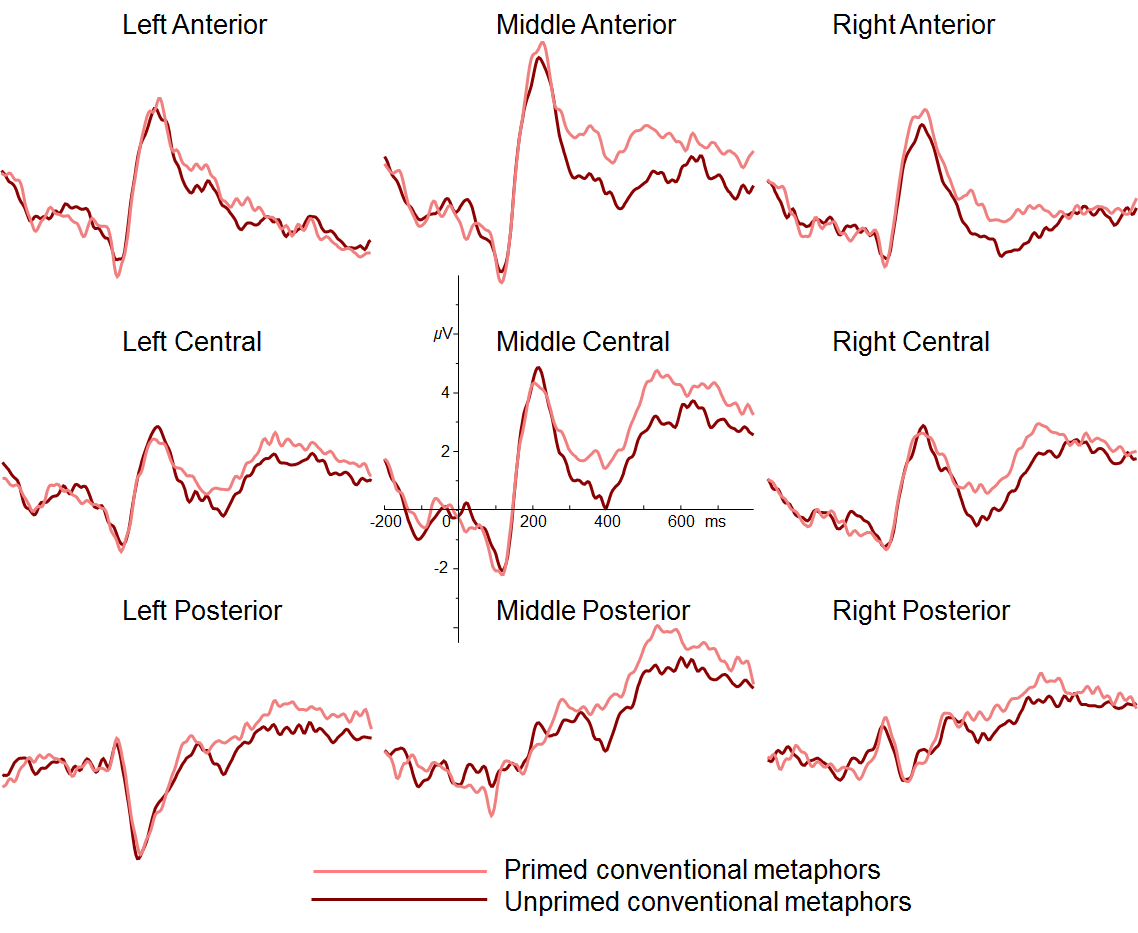 Left Anterior
Middle Anterior
Right Anterior
Left Central
µV
Middle Central
Right Central
4
2
-200
0
200
400
600
ms
-2
Left Posterior
Middle Posterior
Right Posterior
Primed conventional metaphors
Unprimed conventional metaphors